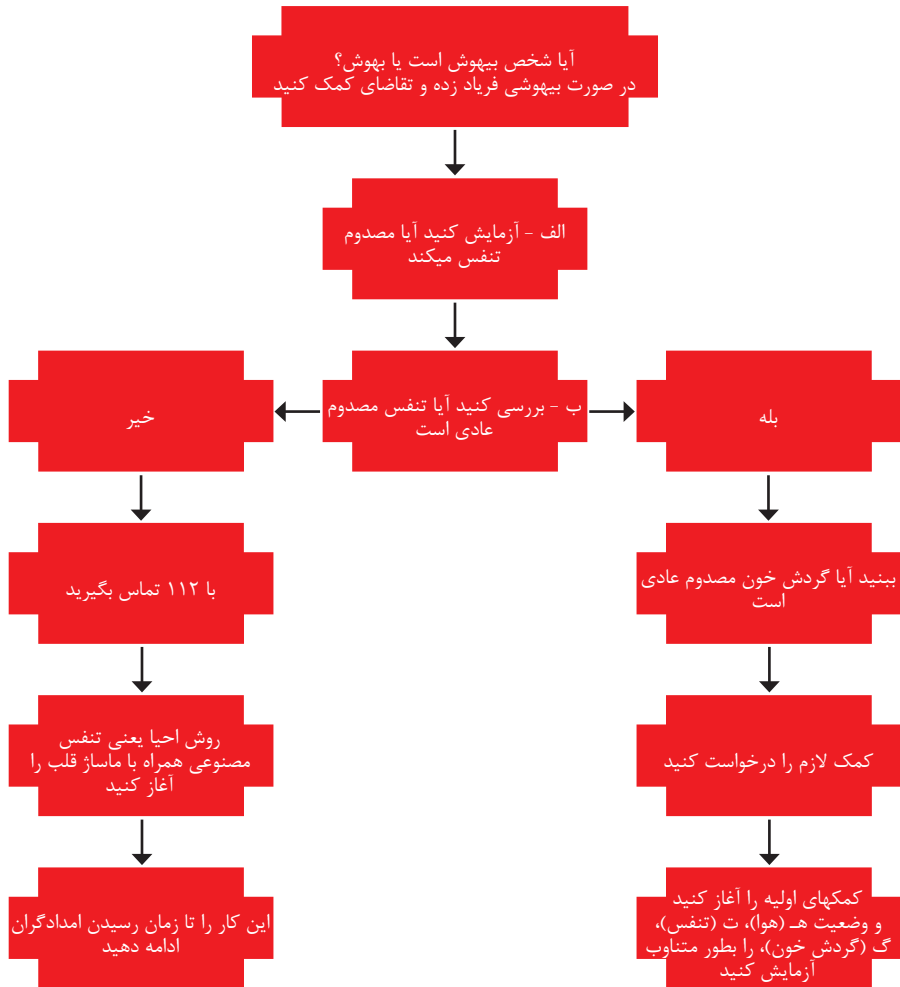 آیا شخص بیهوش است یا بهوش؟
در صورت بیهوشی فریاد زده و تقاضای کمک کنید
الف - آزمایش کنید آیا مصدوم
تنفس میکند
ب - بررسی کنید آیا تنفس مصدوم
عادی است
بله
ببنید آیا گردش خون مصدوم عادی
است
کمک لازم را درخواست کنید
کمکهای اولیه را آغاز کنید
و وضعیت هـ (هوا)، ت (تنفس)،
گ (گردش خون)، را بطور متناوب
آزمایش کنید
خیر
با ۱۱۲ تماس بگیرید
روش احیا یعنی تنفس
مصنوعی همراه با ماساژ قلب را
آغاز کنید
این کار را تا زمان رسیدن امدادگران
ادامه دهید